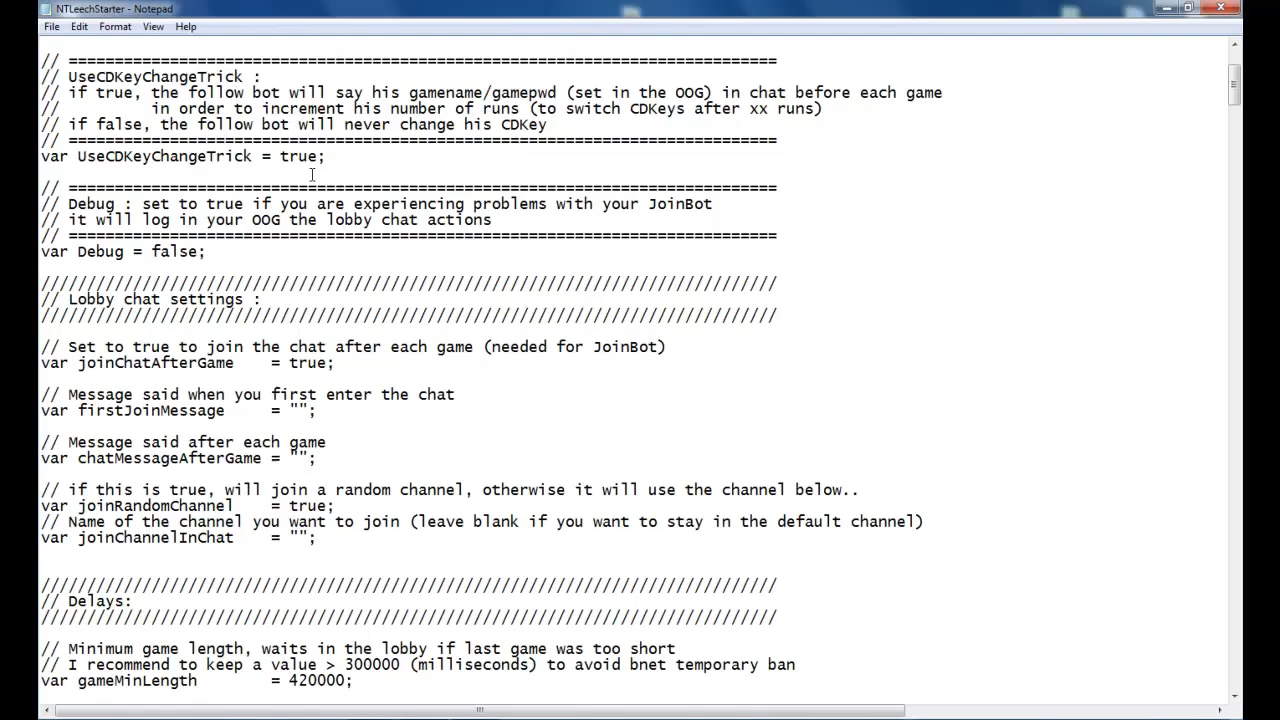 NTLeechStarter - Notepad
File Edit Format View Help
// =============================================================================
// UseCDKeyChangeTrick :
// if true, the follow bot will say his gamename/gamepwd (set in the OOG) in chat before each game
// in order to increment his number of runs (to switch CDKeys after xx runs)
// if false, the follow bot will never change his CDKey
// =============================================================================
var UseCDKeyChangeTrick = true;
// =============================================================================
// Debug : set to true if you are experiencing problems with your JoinBot
// it will log in your OOG the lobby chat actions
// =============================================================================
var Debug = false;
////////////////////////////////////////////////////////////////////////////////
// Lobby chat settings :
////////////////////////////////////////////////////////////////////////////////
// Set to true to join the chat after each game (needed for JoinBot)
var joinChatAfterGame = true;
// Message said when you first enter the chat
var firstJoinMessage = "";
// Message said after each game
var chatMessageAfterGame = "";
// if this is true, will join a random channel, otherwise it will use the channel below..
var joinRandomChannel = true;
// Name of the channel you want to join (leave blank if you want to stay in the default channel)
var joinChannelInChat = "";
////////////////////////////////////////////////////////////////////////////////
// Delays:
////////////////////////////////////////////////////////////////////////////////
// Minimum game length, waits in the lobby if last game was too short
// I recommend to keep a value > 300000 (milliseconds) to avoid bnet temporary ban
var gameMinLength = 420000;